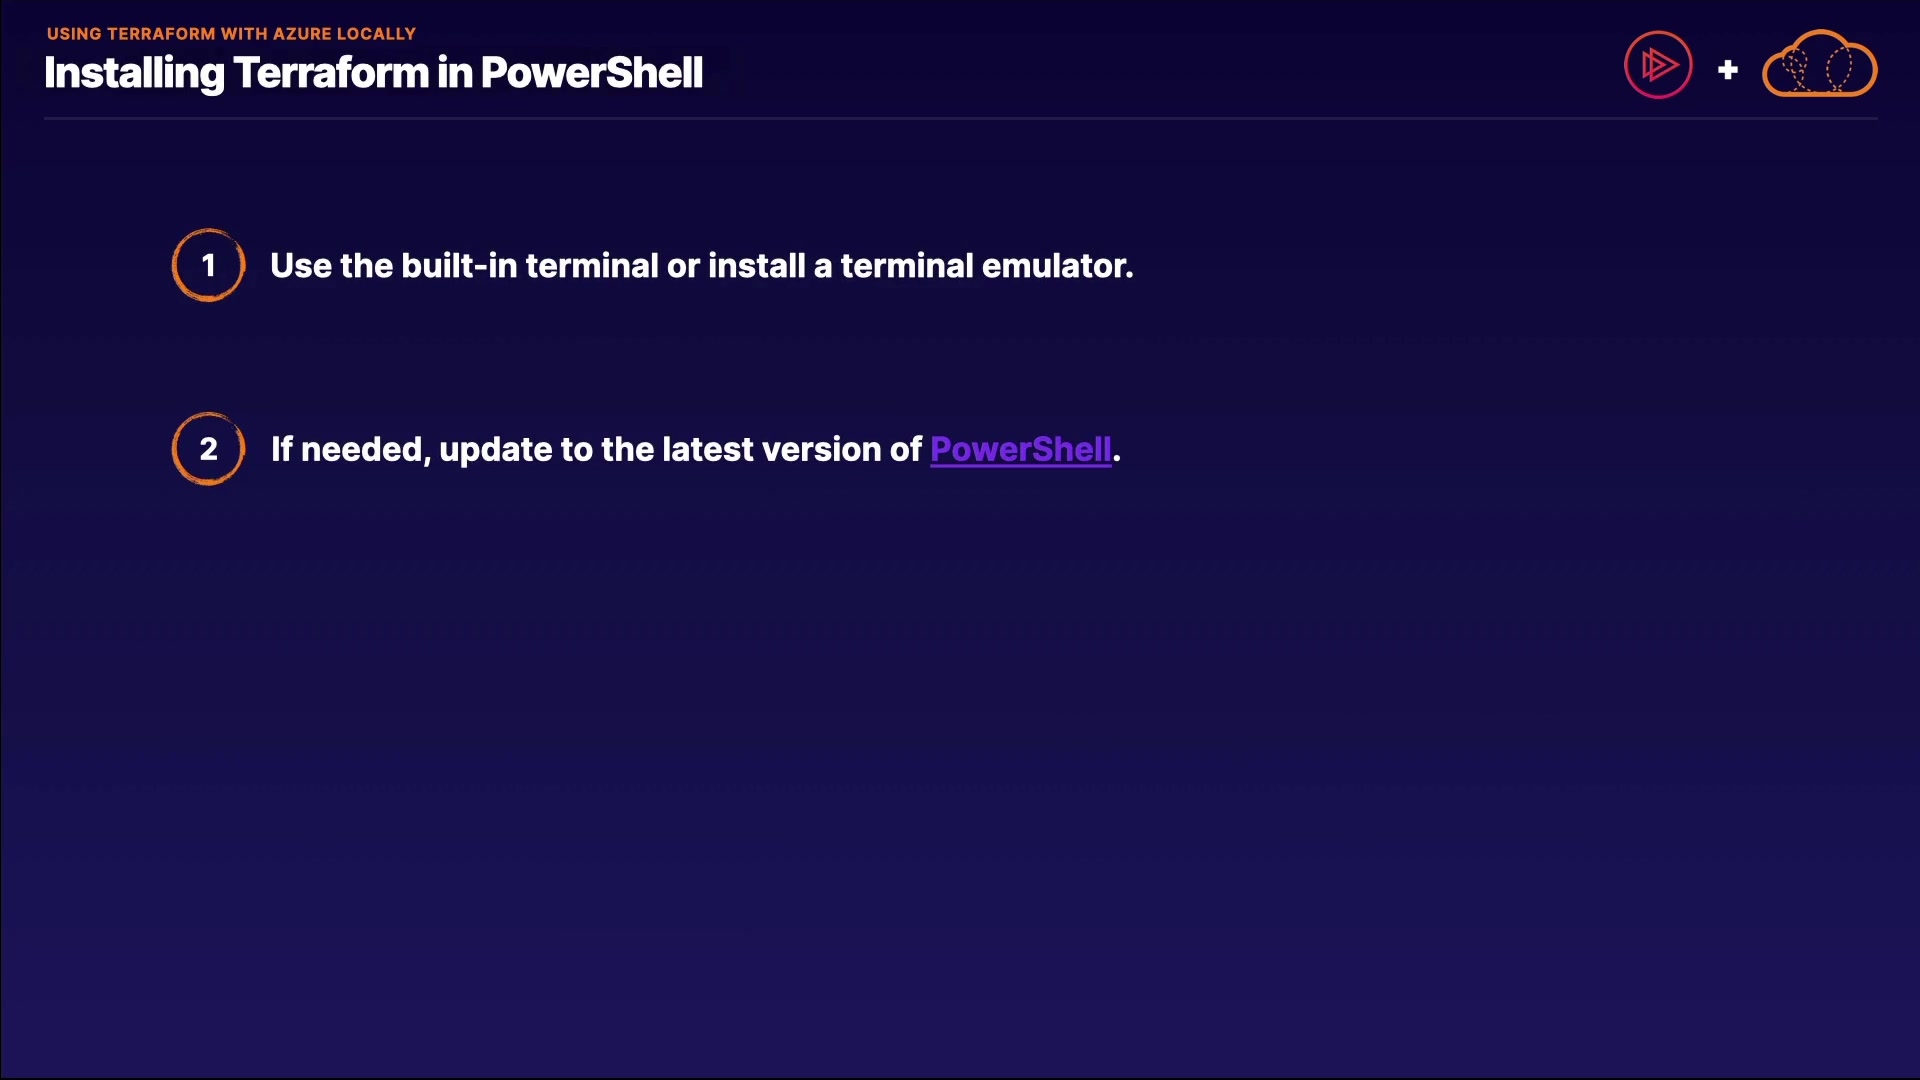 USING TERRAFORM WITH AZURE LOCALLY
Installing Terraform in PowerShell
1 Use the built-in terminal or install a terminal emulator.
2 If needed, update to the latest version of PowerShell.